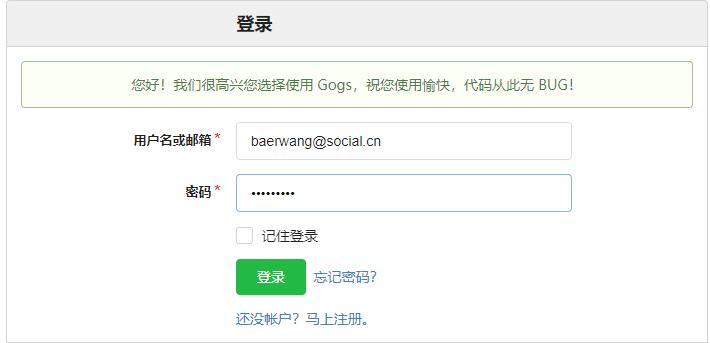 登录
您好！我们很高兴您选择使用 Gogs，祝您使用愉快，代码从此无 BUG！
用户名或邮箱 * baerwang@social.cn
密码 * •••••••••
记住登录
登录 忘记密码？
还没帐户？马上注册。